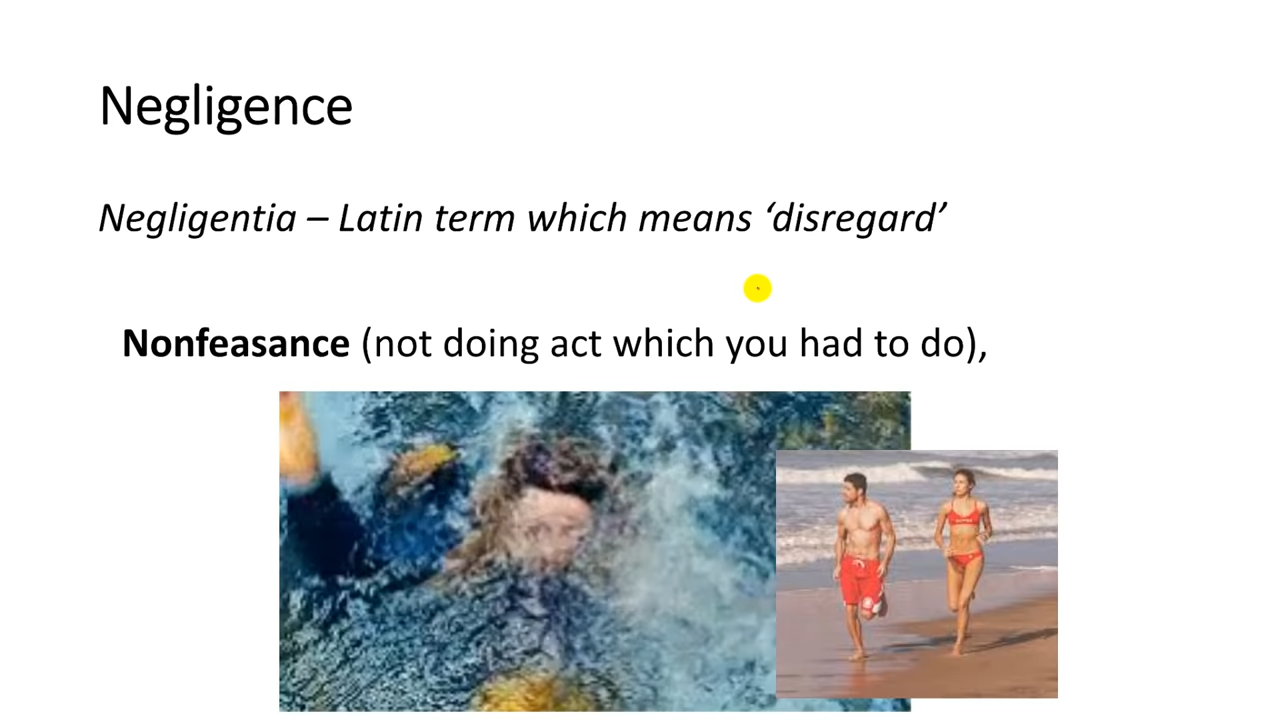 Negligence
Negligentia – Latin term which means ‘disregard’
Nonfeasance (not doing act which you had to do),